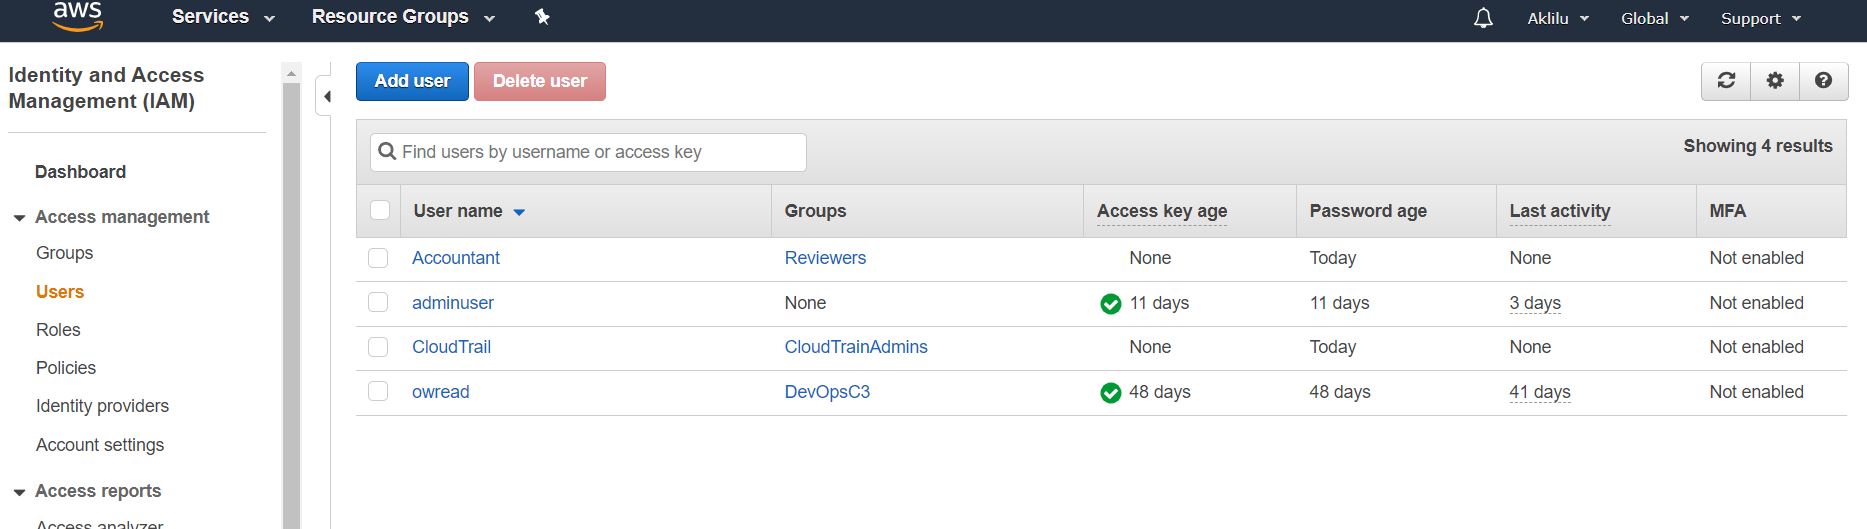 aws Services Resource Groups Aklilu Global Support
Identity and Access
Management (IAM)
Dashboard
Access management
Groups
Users
Roles
Policies
Identity providers
Account settings
Access reports
Access analyzer
Add user Delete user
Find users by username or access key Showing 4 results
User name Groups Access key age Password age Last activity MFA
Accountant Reviewers None Today None Not enabled
adminuser None 11 days 11 days 3 days Not enabled
CloudTrail CloudTrainAdmins None Today None Not enabled
owread DevOpsC3 48 days 48 days 41 days Not enabled